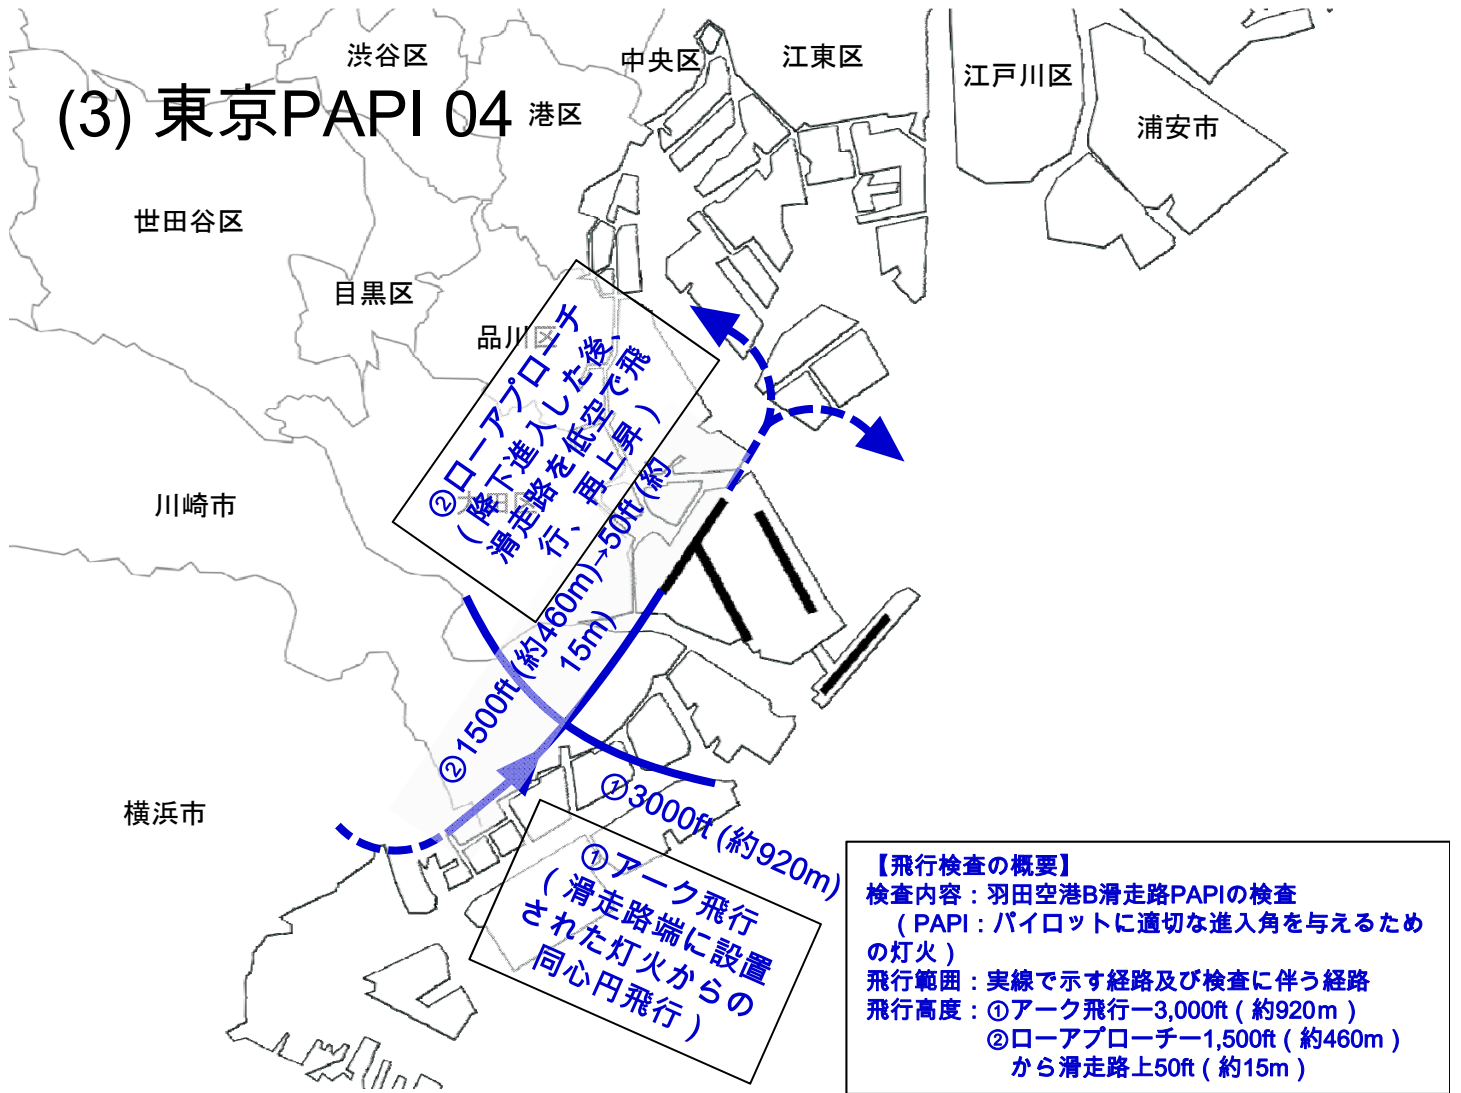 (3) 東京PAPI 04
渋谷区
中央区
江東区
江戸川区
港区
浦安市
世田谷区
目黒区
品川区
大田区
川崎市
横浜市
②ローアプローチ
（降下進入した後、
滑走路を低空で飛
行、再上昇）
②1500ft (約460m)→50ft (約
15m)
①3000ft (約920m)
①アーク飛行
（滑走路端に設置
された灯火からの
同心円飛行）
【飛行検査の概要】
検査内容：羽田空港B滑走路PAPIの検査
（PAPI：パイロットに適切な進入角を与えるため
の灯火）
飛行範囲：実線で示す経路及び検査に伴う経路
飛行高度：①アーク飛行ー3,000ft（約920m）
②ローアプローチー1,500ft（約460m）
から滑走路上50ft（約15m）